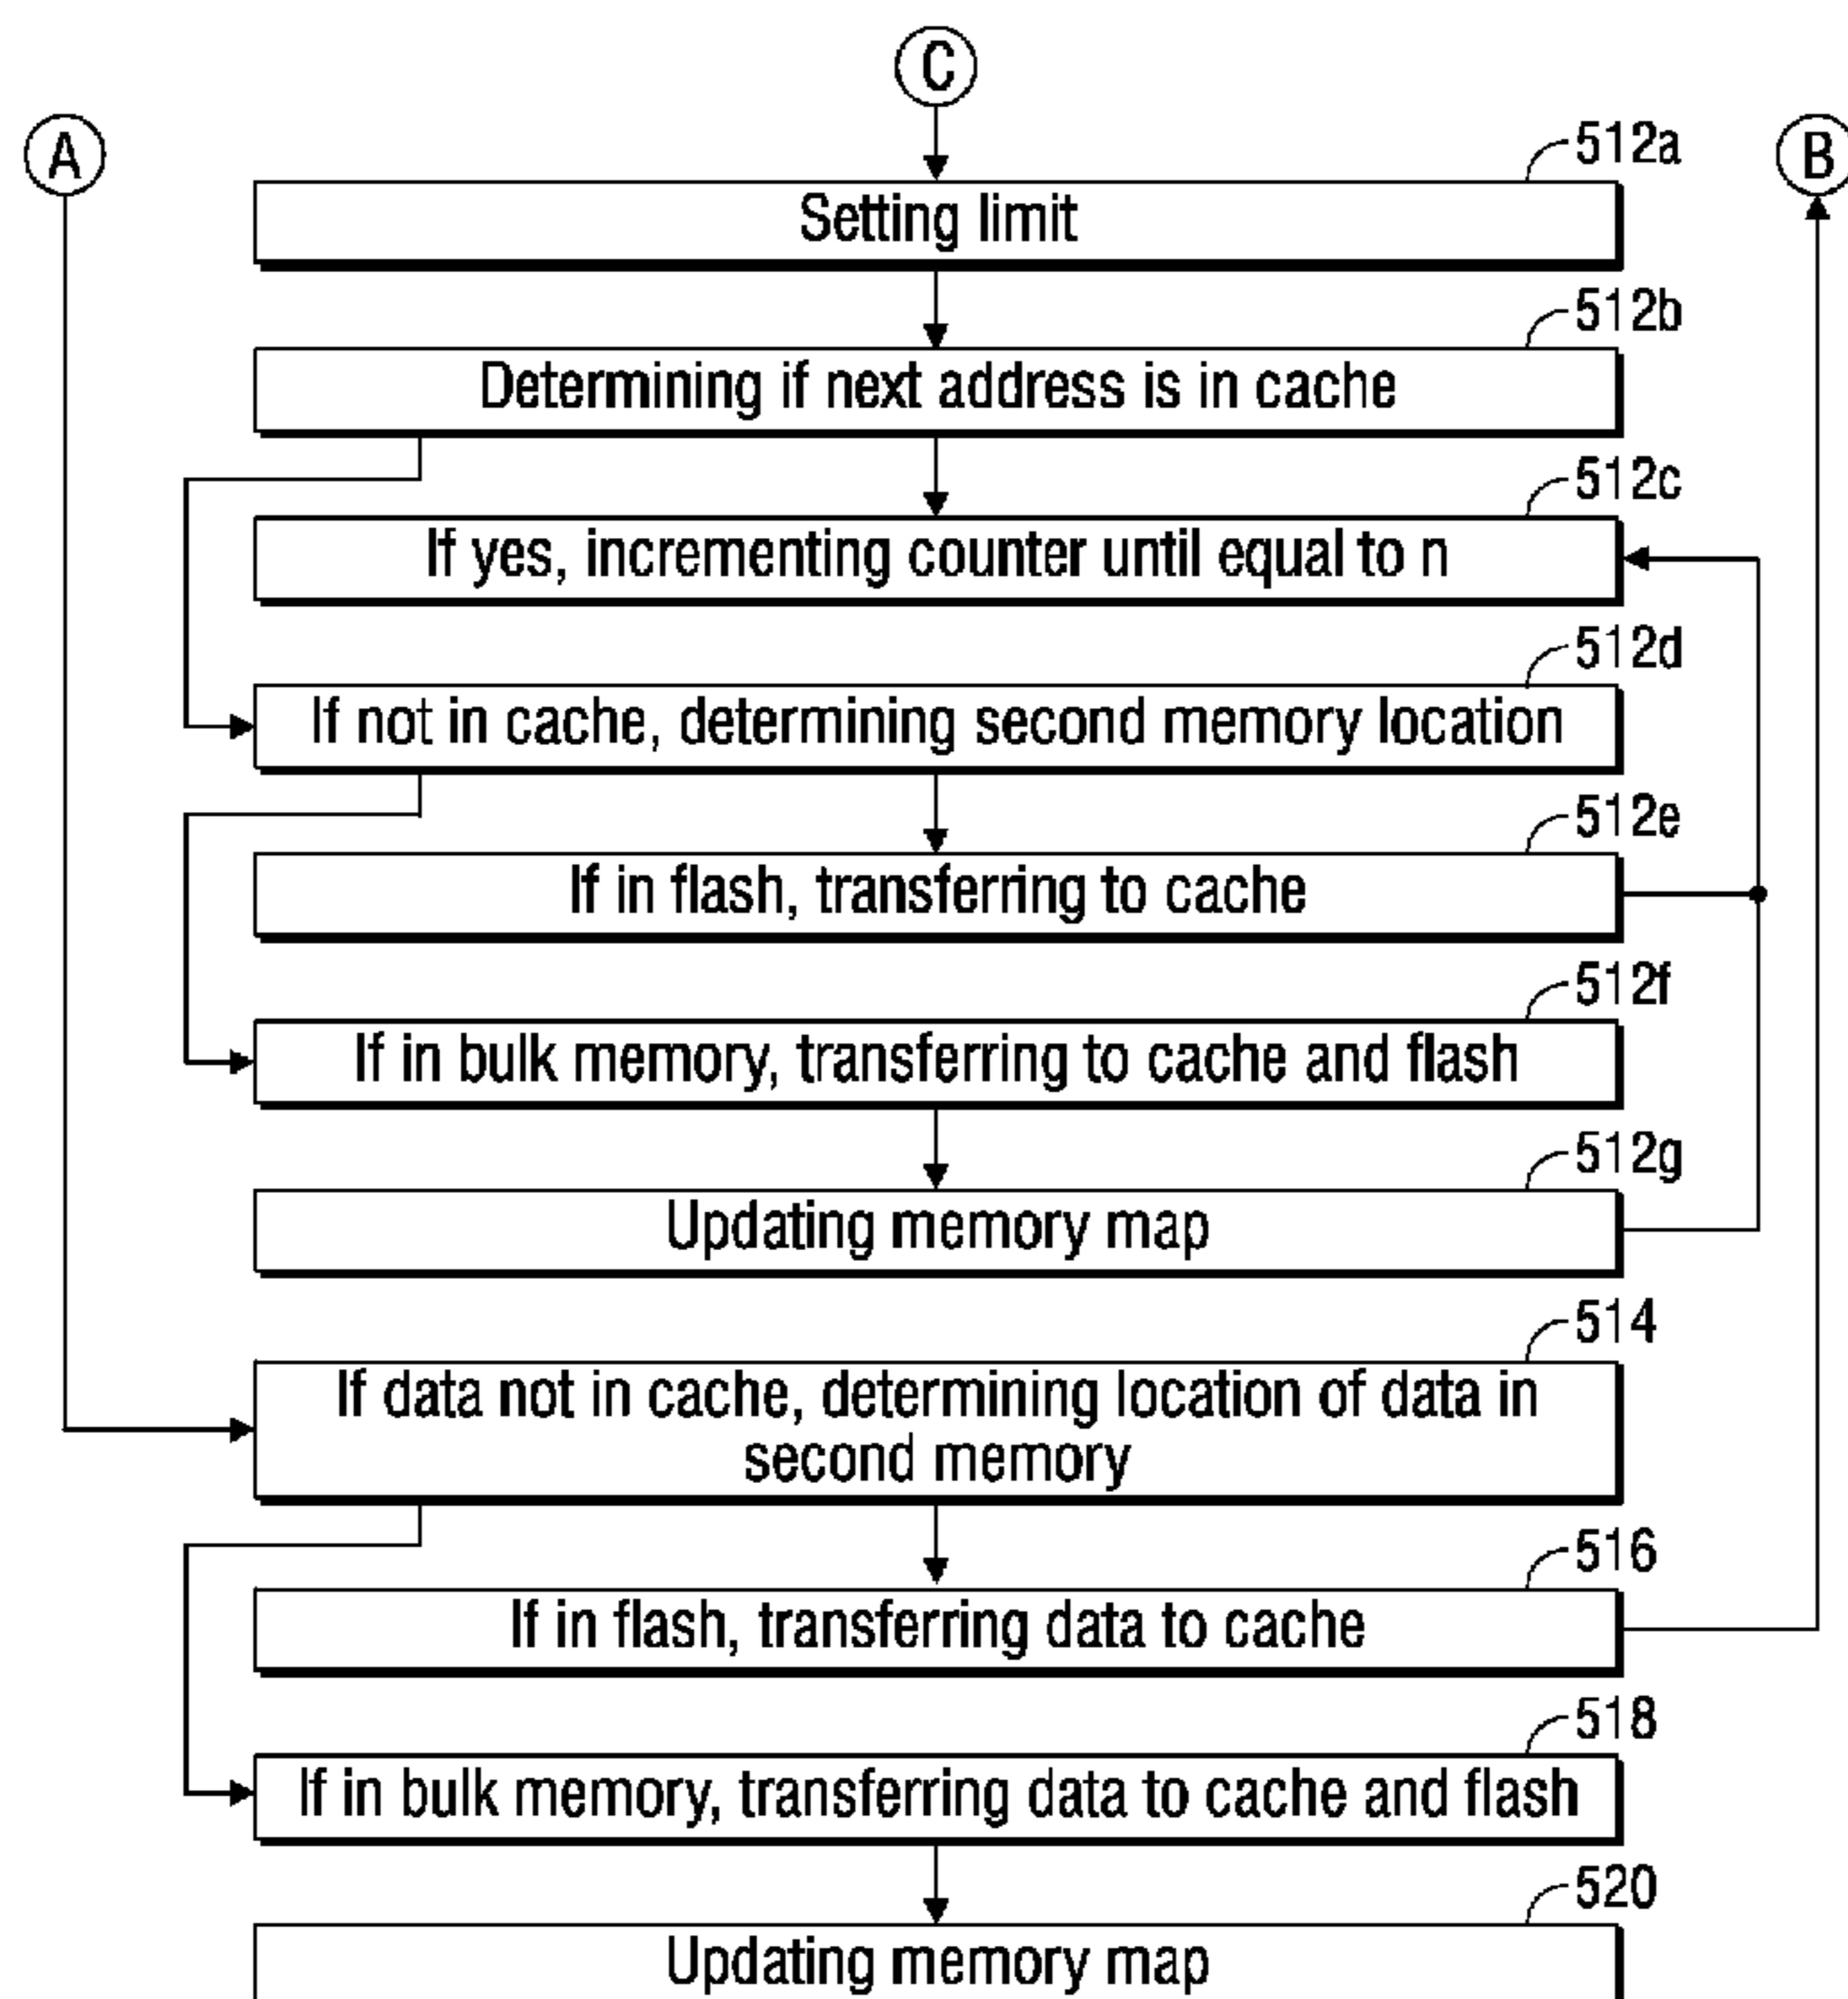 C
A
B
512a
Setting limit
512b
Determining if next address is in cache
512c
If yes, incrementing counter until equal to n
512d
If not in cache, determining second memory location
512e
If in flash, transferring to cache
512f
If in bulk memory, transferring to cache and flash
512g
Updating memory map
514
If data not in cache, determining location of data in
second memory
516
If in flash, transferring data to cache
518
If in bulk memory, transferring data to cache and flash
520
Updating memory map